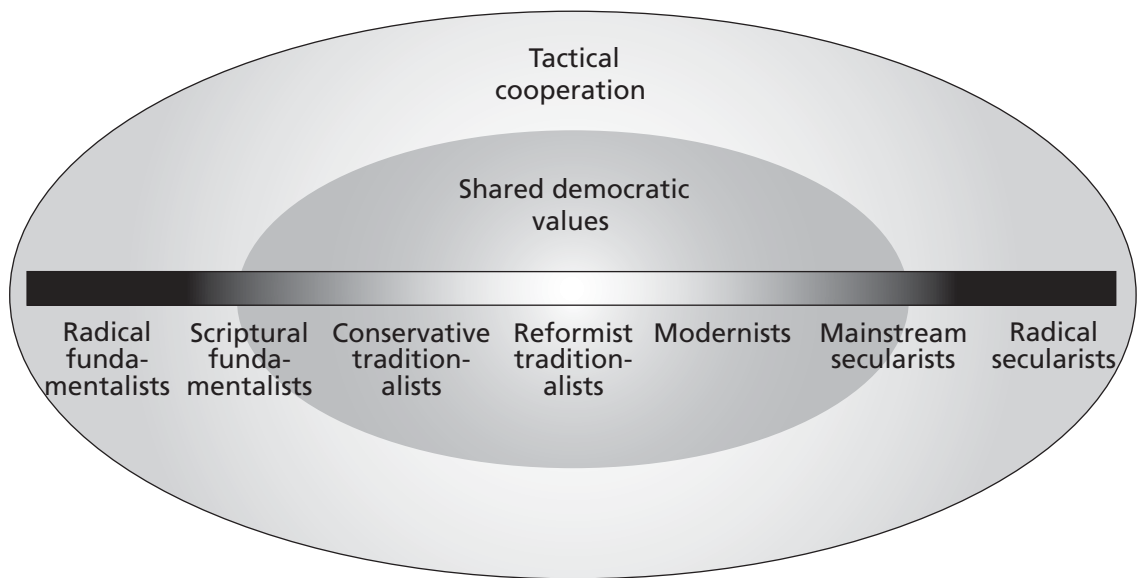 Tactical
cooperation
Shared democratic
values
Radical
funda-
mentalists
Scriptural
funda-
mentalists
Conservative
tradition-
alists
Reformist
tradition-
alists
Modernists
Mainstream
secularists
Radical
secularists